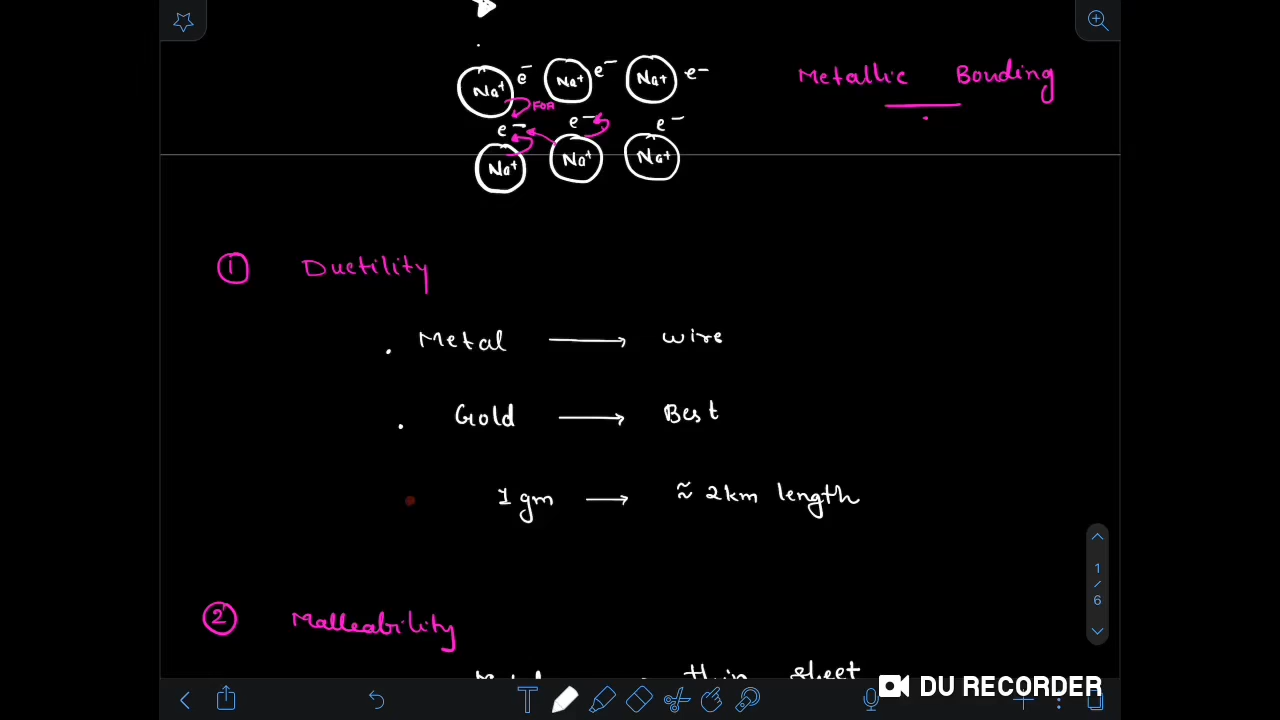 Na⁺ e⁻ Na⁺ e⁻ Na⁺ e⁻
Metallic Bonding
FOA
e⁻ e⁻ e⁻
Na⁺ Na⁺ Na⁺
① Ductility
. Metal ⟶ wire
. Gold ⟶ Best
1 gm ⟶ ≈ 2km length
② Malleability
thin sheet
1/6
T
DU RECORDER